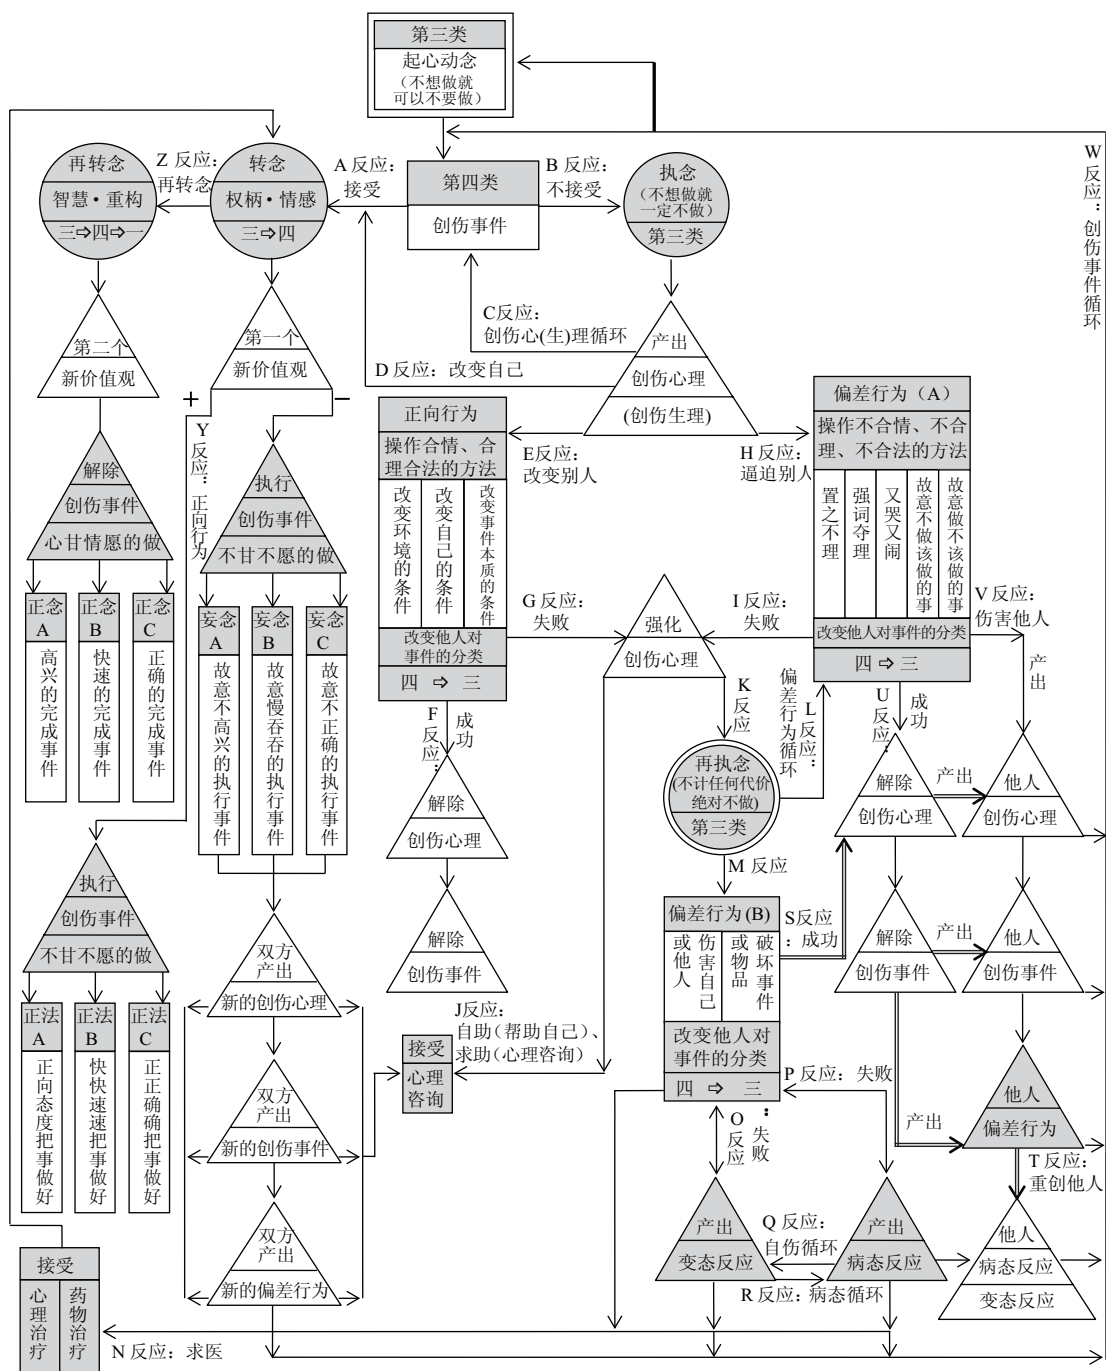 第三类
起心动念
（不想做就
可以不要做）
再转念
智慧·重构
三⇨四⇨一
Z 反应：
再转念
转念
权柄·情感
三⇨四
A 反应：
接受
第四类
创伤事件
B 反应：
不接受
执念
（不想做就
一定不做）
第三类
W反应：创伤事件循环
第二个
新价值观
第一个
新价值观
C反应：
创伤心(生)理循环
D 反应：改变自己
产出
创伤心理
(创伤生理)
+
−
Y反应：正向行为
解除
创伤事件
心甘情愿的做
执行
创伤事件
不甘不愿的做
正向行为
操作合情、合
理合法的方法
改变环境的条件
改变自己的条件
改变事件本质的条件
改变他人对
事件的分类
四 ⇨ 三
E反应：
改变别人
H 反应：
逼迫别人
偏差行为（A）
操作不合情、不合
理、不合法的方法
置之不理
强词夺理
又哭又闹
故意不做该做的事
故意做不该做的事
改变他人对事件的分类
四 ⇨ 三
正念
A
高兴的完成事件
正念
B
快速的完成事件
正念
C
正确的完成事件
妄念
A
故意不高兴的执行事件
妄念
B
故意慢吞吞的执行事件
妄念
C
故意不正确的执行事件
G 反应：
失败
强化
创伤心理
I 反应：
失败
V 反应：
伤害他人
产出
F反应：
成功
K
反应
L反应：
偏差行为循环
U反应：
成功
再执念
(不计任何代价
绝对不做)
第三类
解除
创伤心理
解除
创伤心理
产出
他人
创伤心理
M 反应
执行
创伤事件
不甘不愿的做
双方
产出
新的创伤心理
解除
创伤事件
偏差行为(B)
伤害自己
或他人
破坏事件
或物品
改变他人对
事件的分类
四 ⇨ 三
S反应
：成功
解除
创伤事件
产出
他人
创伤事件
正法
A
正向态度把事做好
正法
B
快快速速把事做好
正法
C
正正确确把事做好
J反应：
自助(帮助自己)、
求助(心理咨询)
接受
心理
咨询
双方
产出
新的创伤事件
P 反应：失败
O反应
：失败
产出
他人
偏差行为
T 反应：
重创他人
双方
产出
新的偏差行为
产出
变态反应
Q 反应：
自伤循环
产出
病态反应
R 反应：病态循环
他人
病态反应
变态反应
接受
心理治疗
药物治疗
N 反应：求医